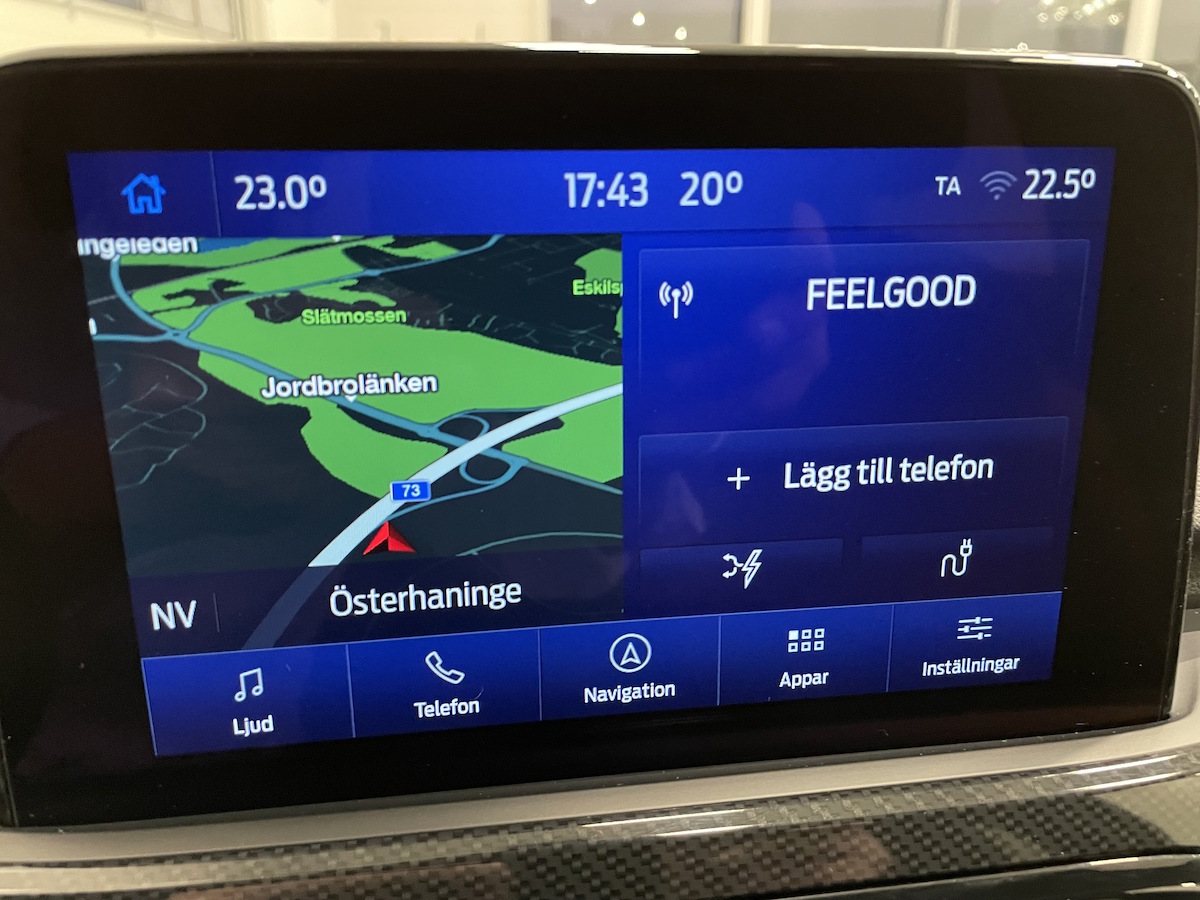 23.0°
17:43 20°
TA 22.5°
Slätmossen
Jordbrolänken
73
NV
Österhaninge
FEELGOOD
+ Lägg till telefon
Ljud
Telefon
Navigation
Appar
Inställningar